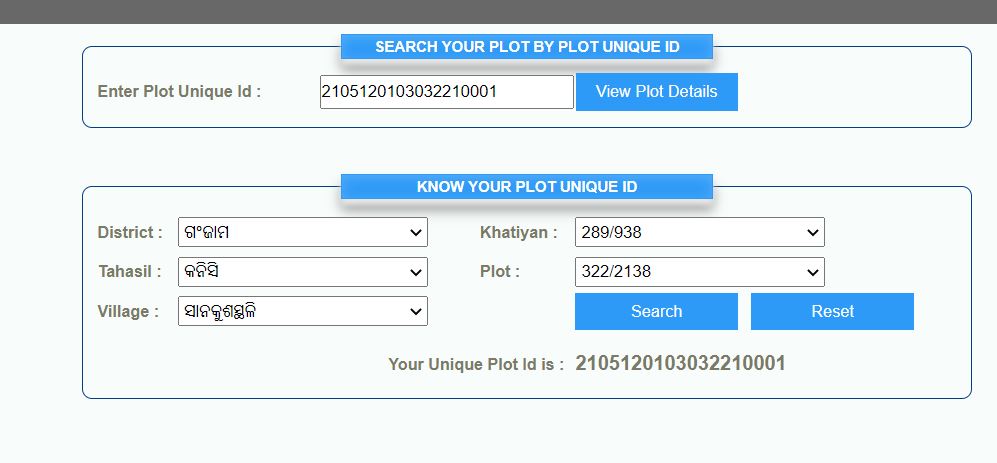 SEARCH YOUR PLOT BY PLOT UNIQUE ID
Enter Plot Unique Id : 2105120103032210001 View Plot Details
KNOW YOUR PLOT UNIQUE ID
District : ଗଂଜାମ Khatiyan : 289/938
Tahasil : କନିସି Plot : 322/2138
Village : ସାନକୁଶସ୍ଥଳି Search Reset
Your Unique Plot Id is : 2105120103032210001